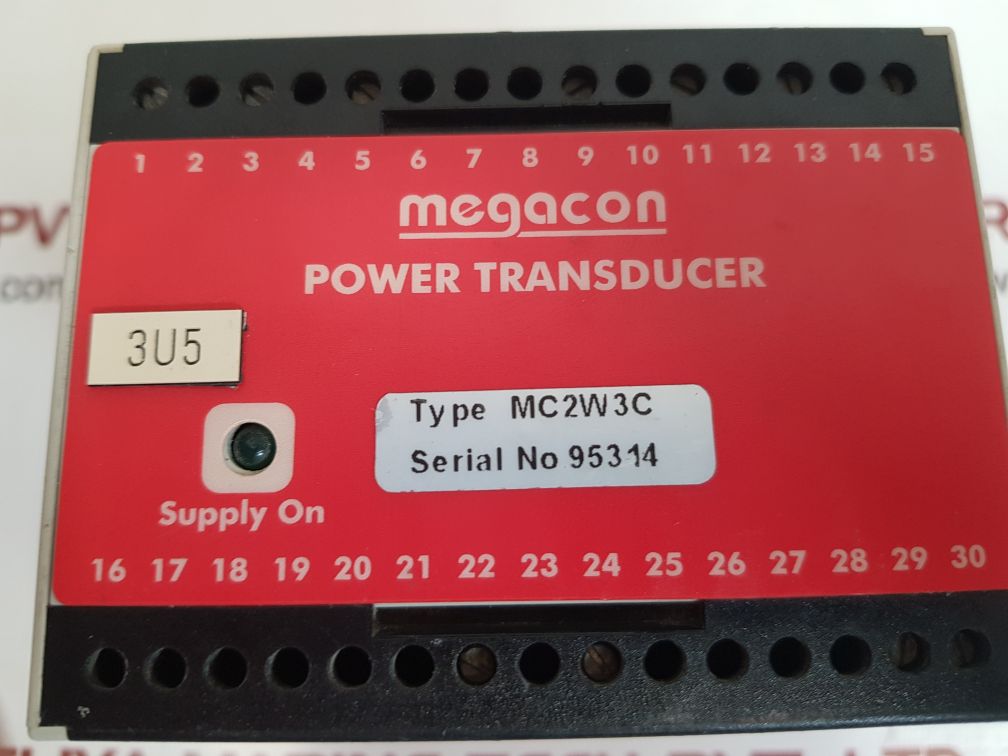 1 2 3 4 5 6 7 8 9 10 11 12 13 14 15
megacon
POWER TRANSDUCER
3U5
Type MC2W3C
Serial No 95314
Supply On
16 17 18 19 20 21 22 23 24 25 26 27 28 29 30